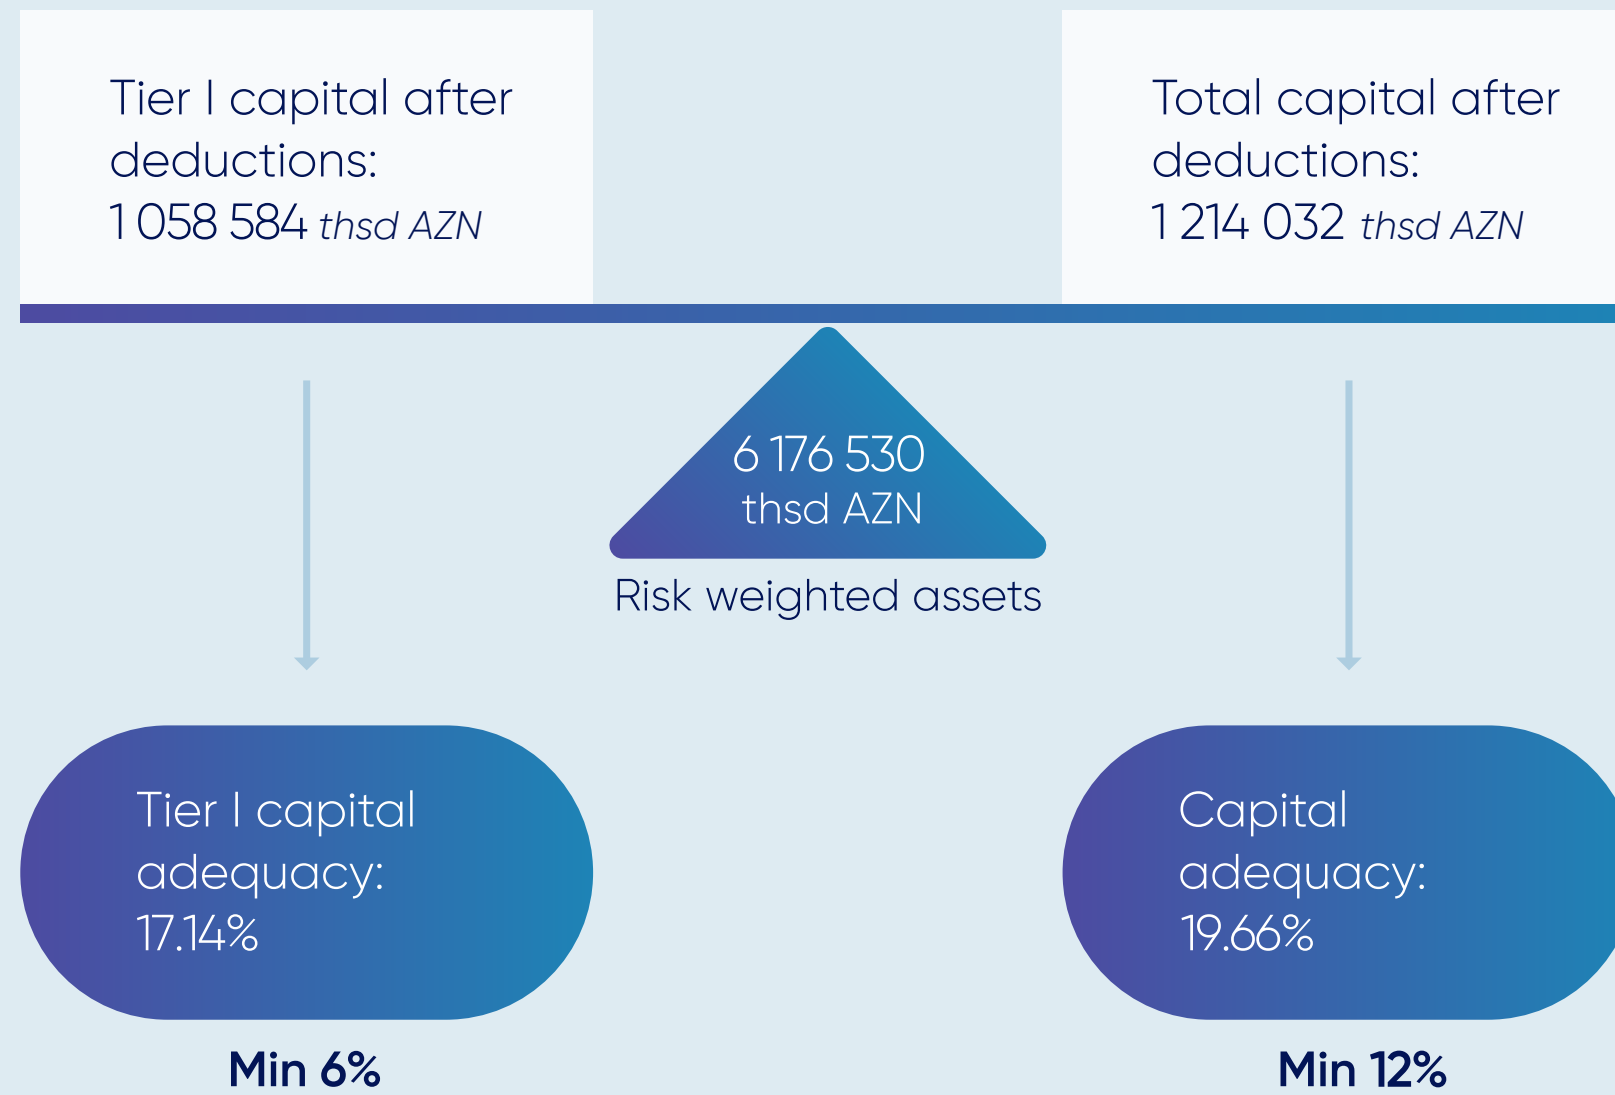 Tier I capital after
deductions:
1 058 584 thsd AZN
Total capital after
deductions:
1 214 032 thsd AZN
6 176 530
thsd AZN
Risk weighted assets
Tier I capital
adequacy:
17.14%
Min 6%
Capital
adequacy:
19.66%
Min 12%